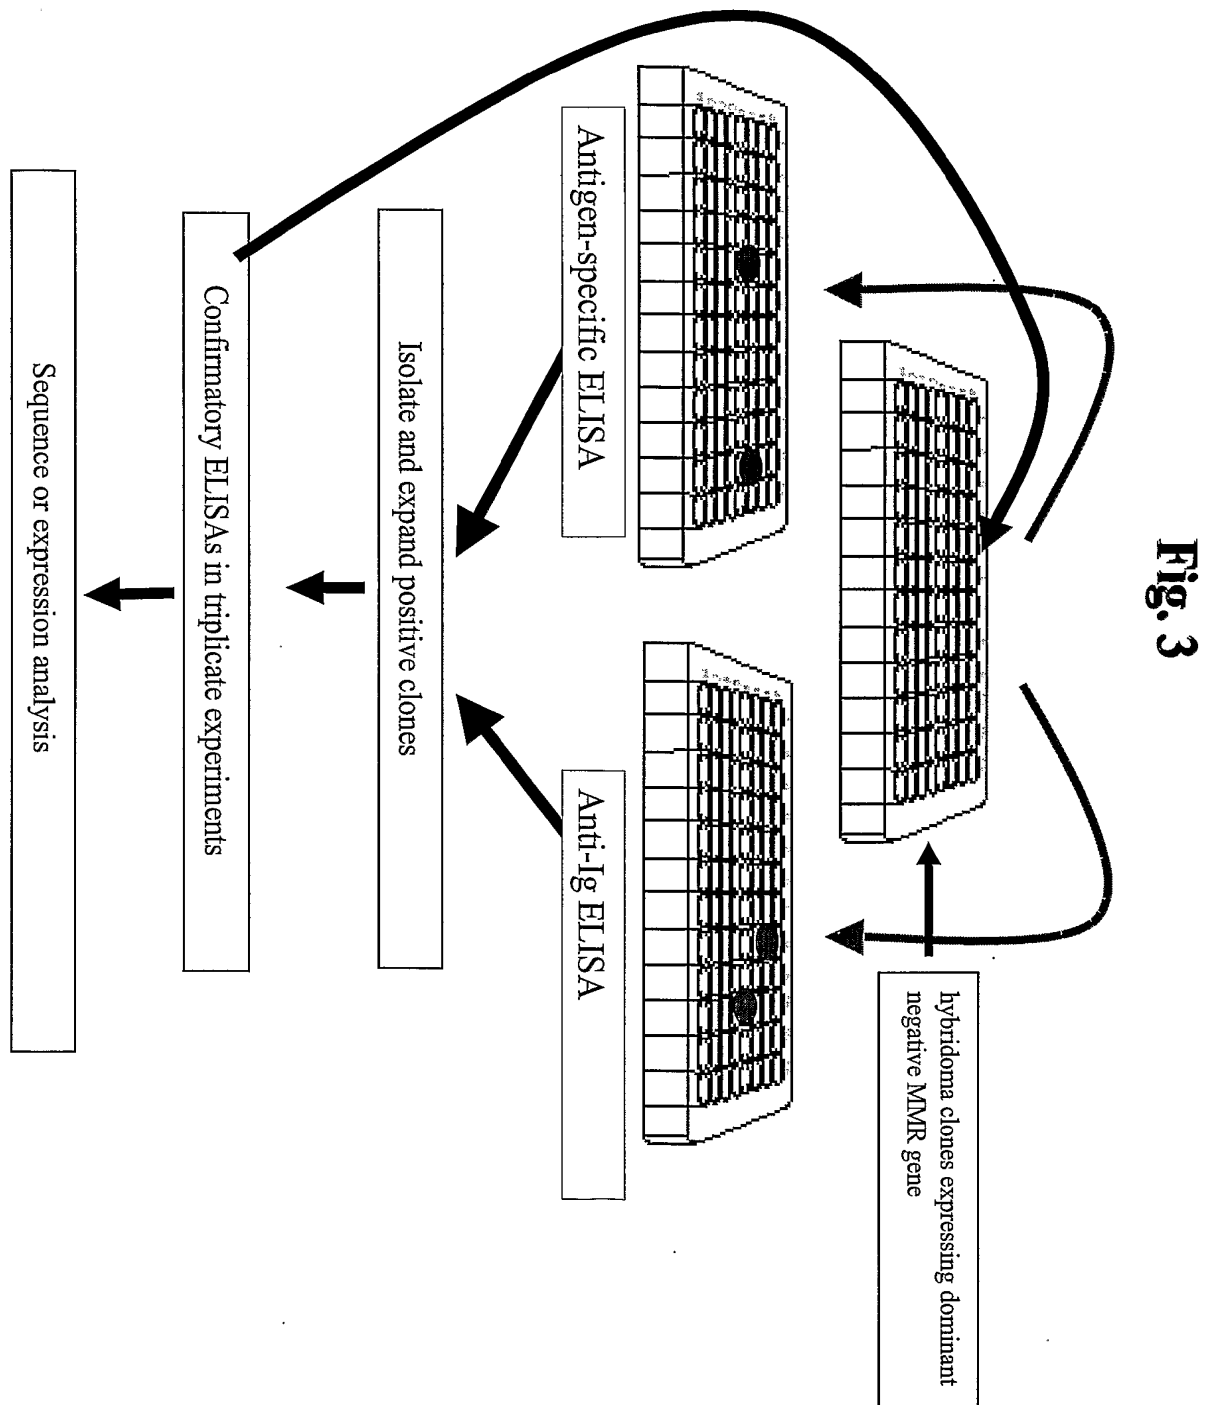 Fig. 3
hybridoma clones expressing dominant
negative MMR gene
Antigen-specific ELISA
Anti-Ig ELISA
Isolate and expand positive clones
Confirmatory ELISAs in triplicate experiments
Sequence or expression analysis